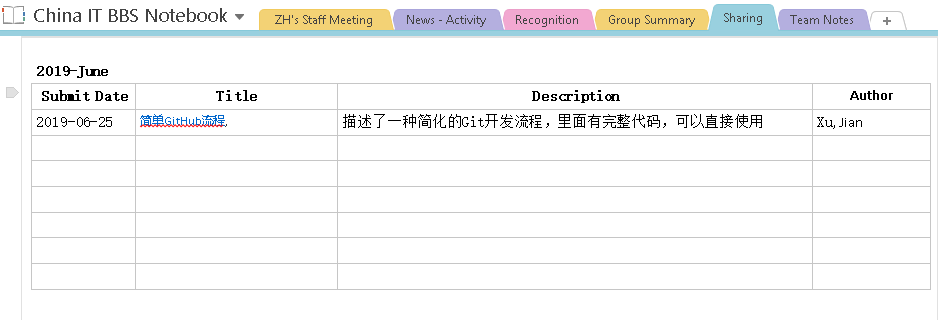 China IT BBS Notebook
ZH's Staff Meeting
News - Activity
Recognition
Group Summary
Sharing
Team Notes
2019-June
Submit Date Title Description Author
2019-06-25 简单GitHub流程, 描述了一种简化的Git开发流程，里面有完整代码，可以直接使用 Xu, Jian